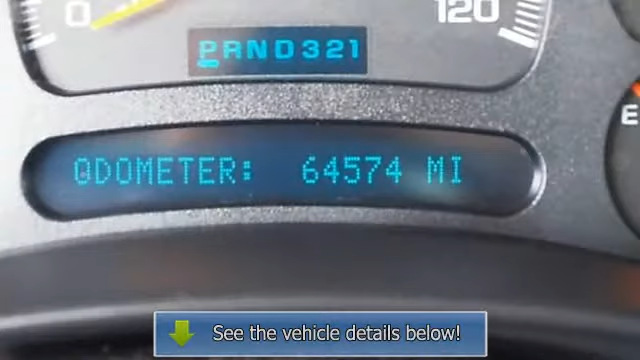 0 120
PRND321
E
ODOMETER: 64574 MI
See the vehicle details below!